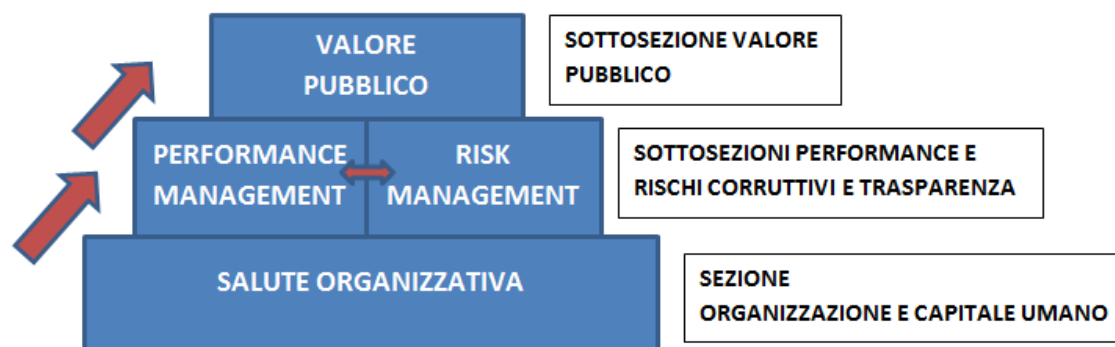 VALORE
PUBBLICO
SOTTOSEZIONE VALORE
PUBBLICO
PERFORMANCE
MANAGEMENT
RISK
MANAGEMENT
SOTTOSEZIONI PERFORMANCE E
RISCHI CORRUTTIVI E TRASPARENZA
SALUTE ORGANIZZATIVA
SEZIONE
ORGANIZZAZIONE E CAPITALE UMANO